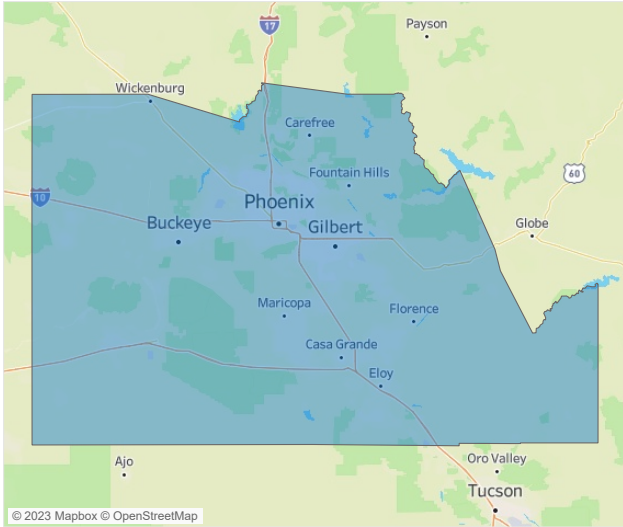 17
Payson
Wickenburg
Carefree
Fountain Hills
60
10
Phoenix
Buckeye
Gilbert
Globe
Maricopa
Florence
Casa Grande
Eloy
Ajo
Oro Valley
Tucson
© 2023 Mapbox © OpenStreetMap